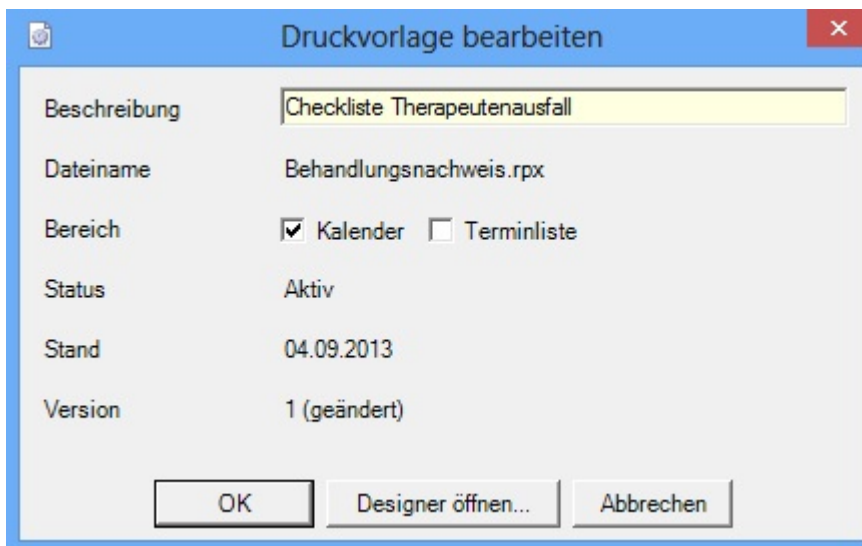 Druckvorlage bearbeiten
Beschreibung Checkliste Therapeutenausfall
Dateiname Behandlungsnachweis.rpx
Bereich Kalender Terminliste
Status Aktiv
Stand 04.09.2013
Version 1 (geändert)
OK Designer öffnen... Abbrechen